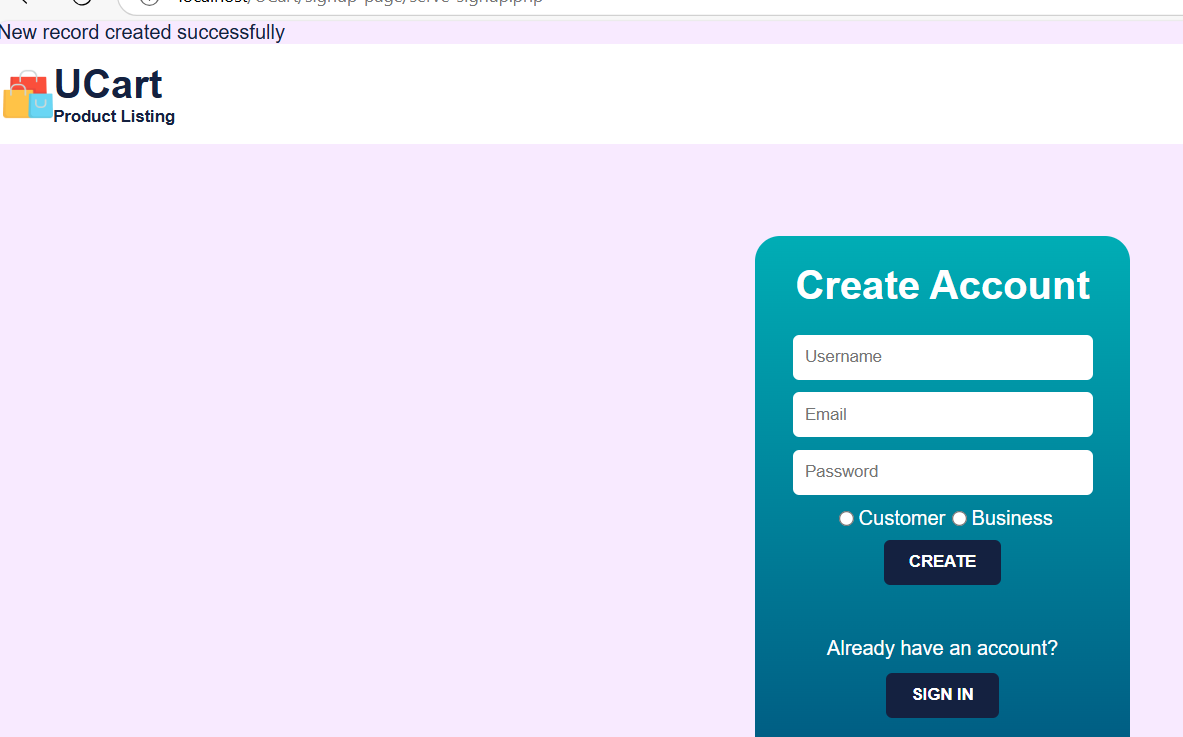 localhost/UCart/signup-page/serve-signup.php
New record created successfully
UCart
Product Listing
Create Account
Username
Email
Password
Customer Business
CREATE
Already have an account?
SIGN IN